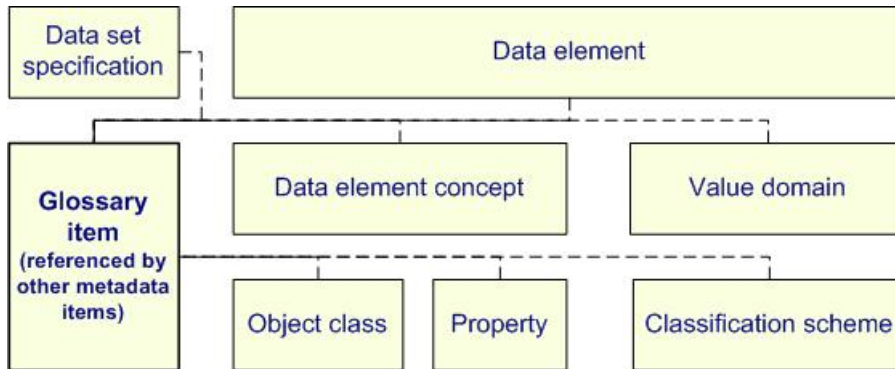 Data set
specification
Data element
Glossary
item
(referenced by
other metadata
items)
Data element concept
Value domain
Object class
Property
Classification scheme